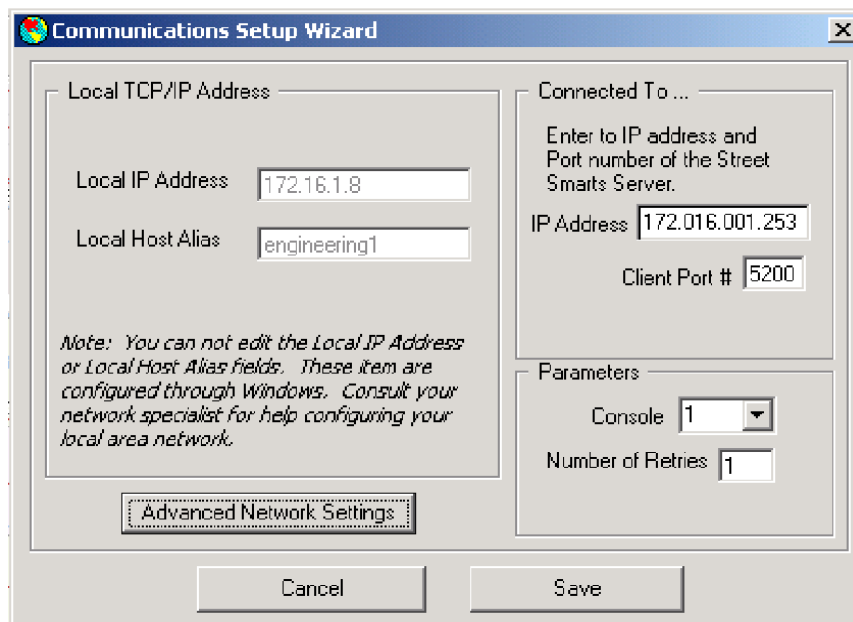 Communications Setup Wizard
Local TCP/IP Address
Local IP Address 172.16.1.8
Local Host Alias engineering1
Note: You can not edit the Local IP Address
or Local Host Alias fields. These item are
configured through Windows. Consult your
network specialist for help configuring your
local area network.
Advanced Network Settings
Connected To ...
Enter to IP address and
Port number of the Street
Smarts Server.
IP Address 172.016.001.253
Client Port # 5200
Parameters
Console 1
Number of Retries 1
Cancel
Save